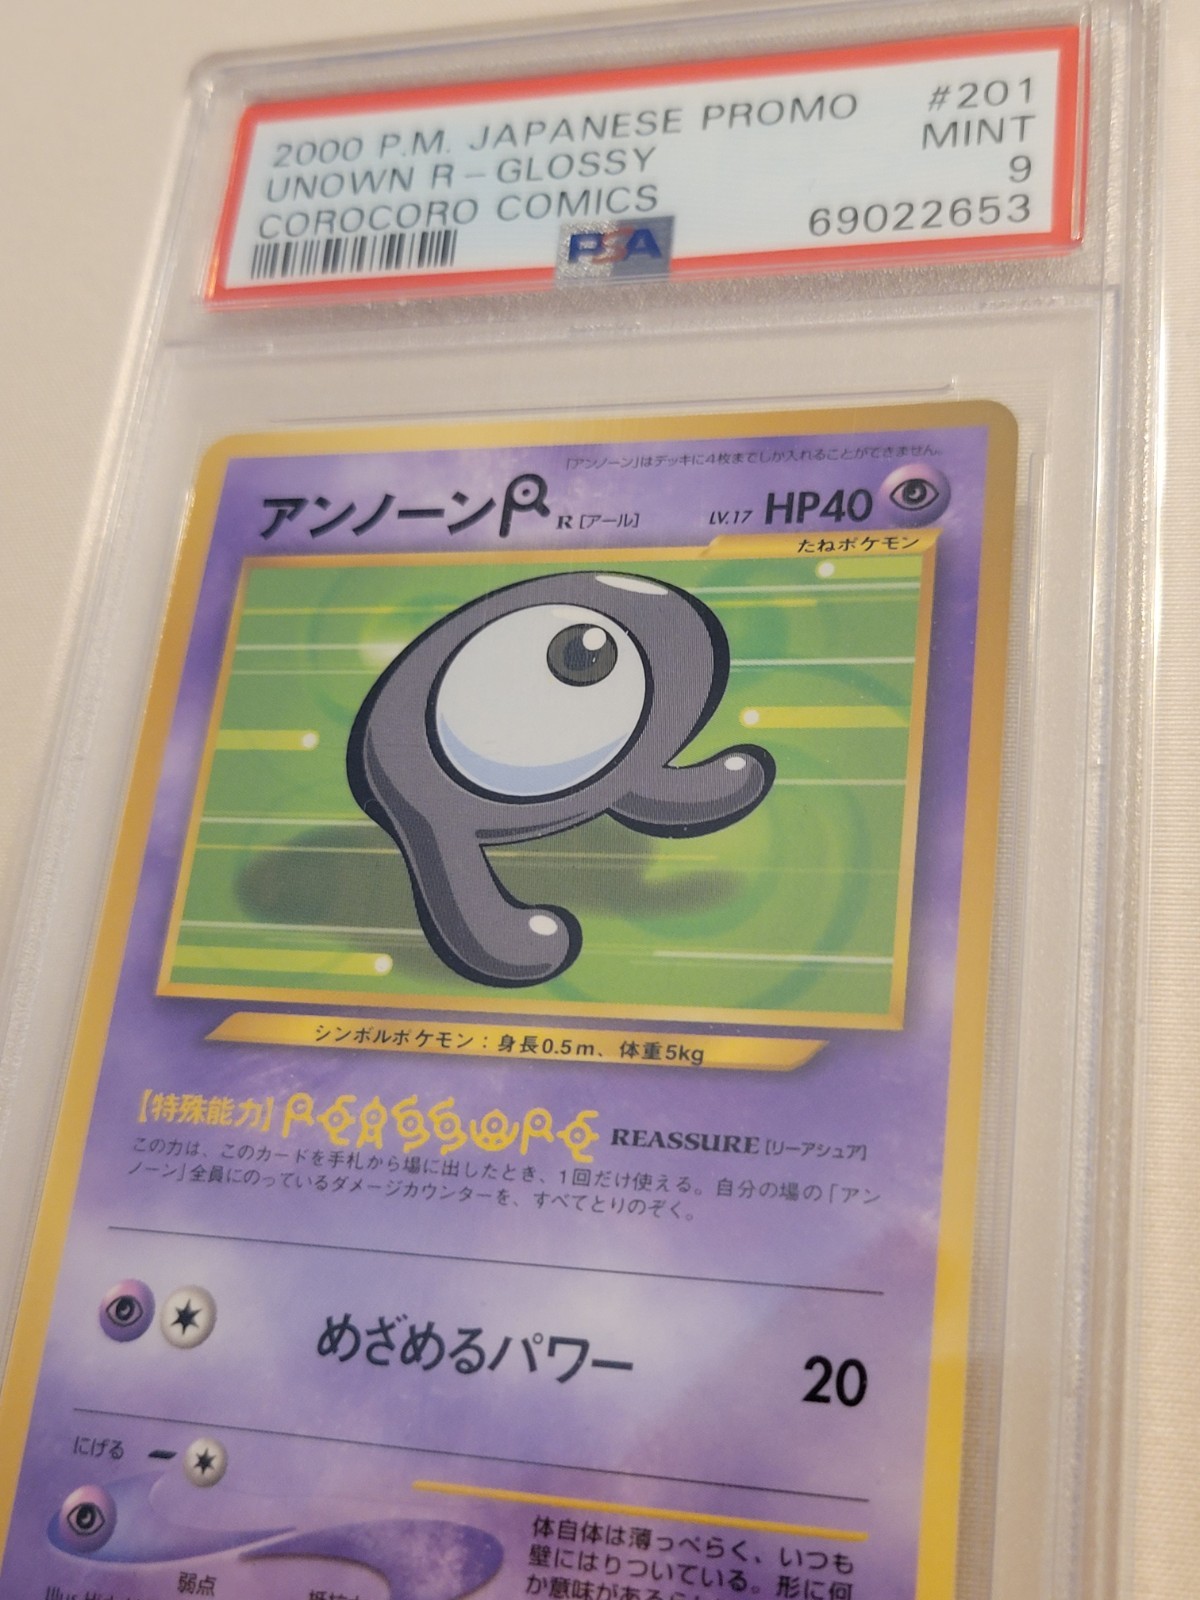 2000 P.M. JAPANESE PROMO #201
UNOWN R - GLOSSY MINT
COROCORO COMICS 9
PSA 69022653
「アンノーン」はデッキに4枚までしか入れることができません。
アンノーンR R [アール] LV.17 HP40
たねポケモン
シンボルポケモン:身長0.5m、体重5kg
【特殊能力】REASSURE REASSURE [リーアシュア]
この力は、このカードを手札から場に出したとき、1回だけ使える。自分の場の「アン
ノーン」全員にのっているダメージカウンターを、すべてとりのぞく。
めざめるパワー 20
にげる
体自体は薄っぺらく、いつも
壁にはりついている。形に何
か意味がある
弱点
Illus.